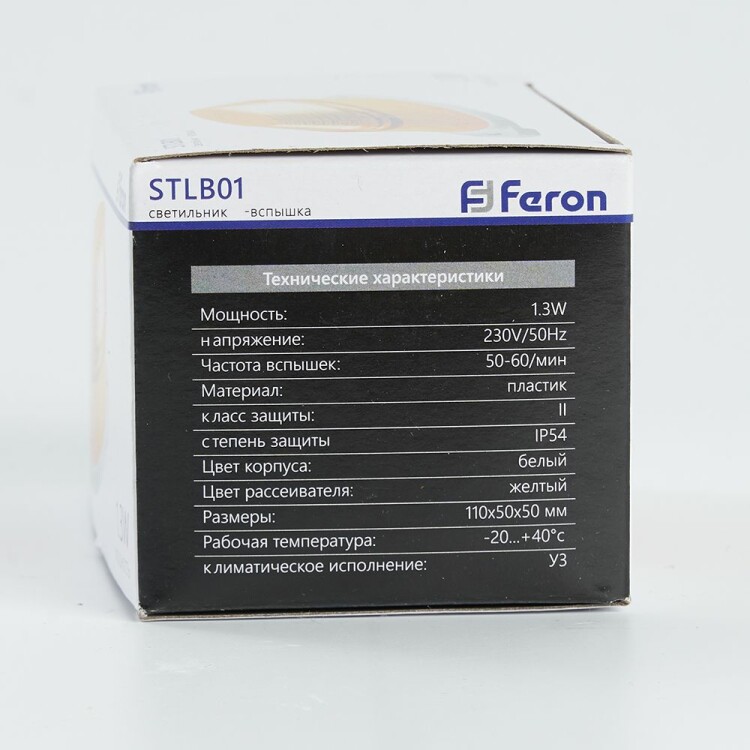 STLB01
светильник -вспышка
Feron
Технические характеристики
Мощность: 1.3W
напряжение: 230V/50Hz
Частота вспышек: 50-60/мин
Материал: пластик
класс защиты: II
степень защиты IP54
Цвет корпуса: белый
Цвет рассеивателя: желтый
Размеры: 110x50x50 мм
Рабочая температура: -20...+40°c
климатическое исполнение: У3